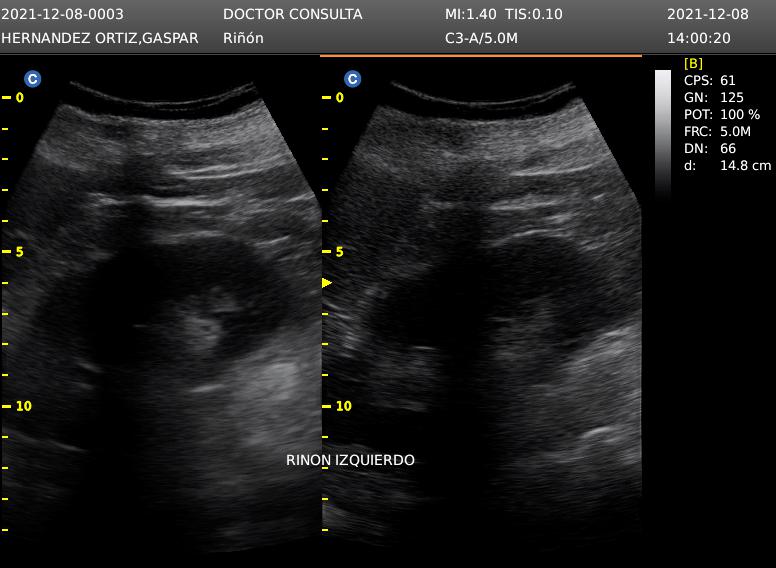 2021-12-08-0003 DOCTOR CONSULTA MI:1.40 TIS:0.10 2021-12-08
HERNANDEZ ORTIZ,GASPAR Riñón C3-A/5.0M 14:00:20
C C
[B]
CPS: 61
GN: 125
POT: 100 %
FRC: 5.0M
DN: 66
d: 14.8 cm
0 0
5 5
10 10
RINON IZQUIERDO